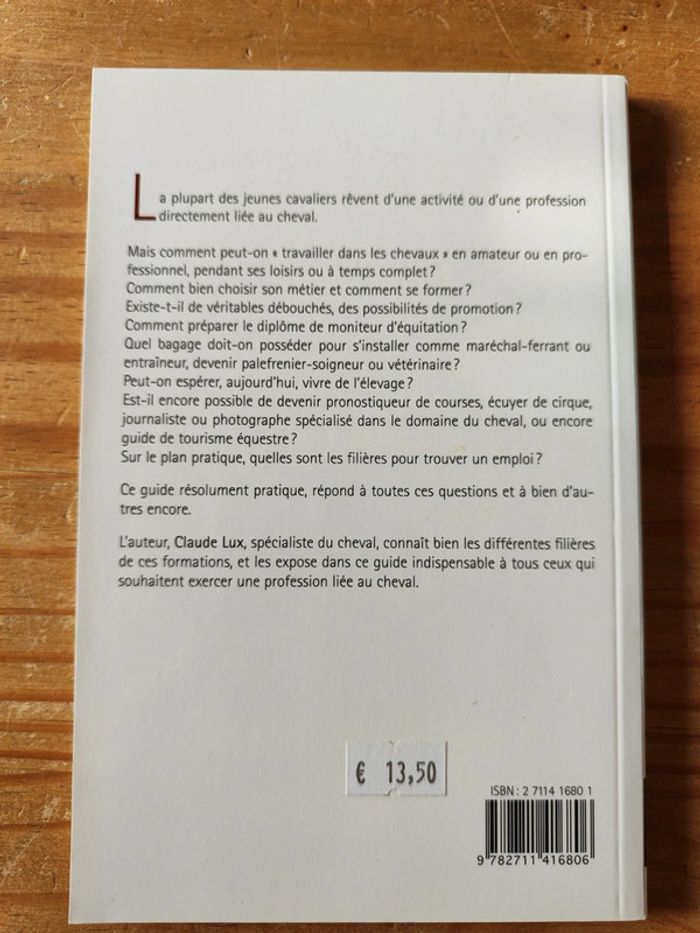 La plupart des jeunes cavaliers rêvent d'une activité ou d'une profession
directement liée au cheval.
Mais comment peut-on « travailler dans les chevaux » en amateur ou en pro-
fessionnel, pendant ses loisirs ou à temps complet ?
Comment bien choisir son métier et comment se former ?
Existe-t-il de véritables débouchés, des possibilités de promotion ?
Comment préparer le diplôme de moniteur d'équitation ?
Quel bagage doit-on posséder pour s'installer comme maréchal-ferrant ou
entraîneur, devenir palefrenier-soigneur ou vétérinaire ?
Peut-on espérer, aujourd'hui, vivre de l'élevage ?
Est-il encore possible de devenir pronostiqueur de courses, écuyer de cirque,
journaliste ou photographe spécialisé dans le domaine du cheval, ou encore
guide de tourisme équestre ?
Sur le plan pratique, quelles sont les filières pour trouver un emploi ?
Ce guide résolument pratique, répond à toutes ces questions et à bien d'au-
tres encore.
L'auteur, Claude Lux, spécialiste du cheval, connaît bien les différentes filières
de ces formations, et les expose dans ce guide indispensable à tous ceux qui
souhaitent exercer une profession liée au cheval.
€ 13,50
ISBN : 2 7114 1680 1
9 782711 416806